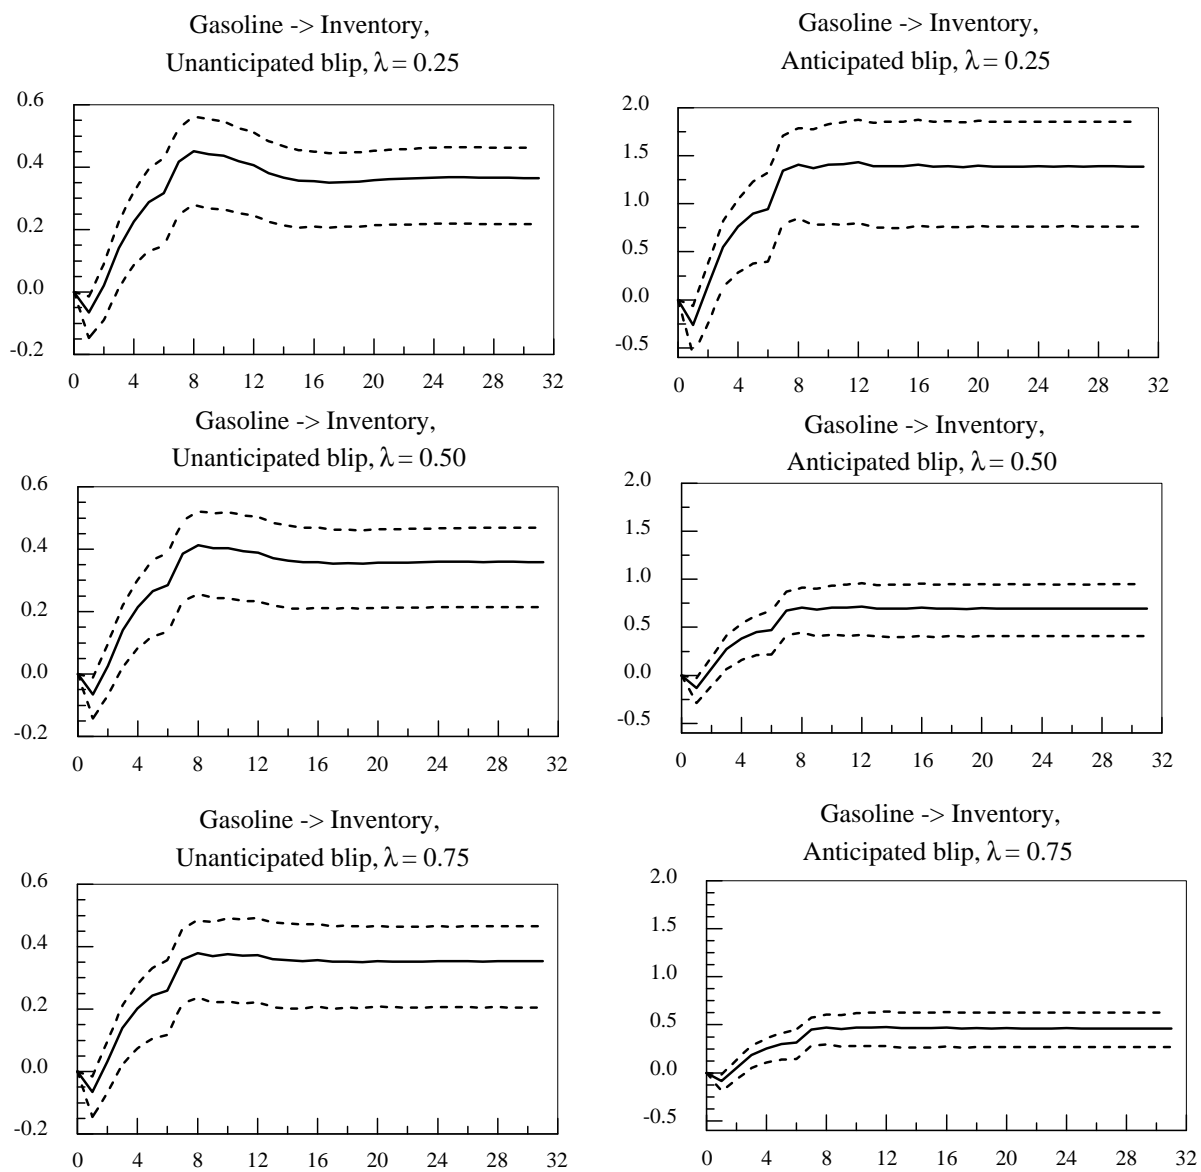 Gasoline -> Inventory,
Unanticipated blip, λ = 0.25
0.6
0.4
0.2
0.0
-0.2
0 4 8 12 16 20 24 28 32
Gasoline -> Inventory,
Anticipated blip, λ = 0.25
2.0
1.5
1.0
0.5
0.0
-0.5
0 4 8 12 16 20 24 28 32
Gasoline -> Inventory,
Unanticipated blip, λ = 0.50
0.6
0.4
0.2
0.0
-0.2
0 4 8 12 16 20 24 28 32
Gasoline -> Inventory,
Anticipated blip, λ = 0.50
2.0
1.5
1.0
0.5
0.0
-0.5
0 4 8 12 16 20 24 28 32
Gasoline -> Inventory,
Unanticipated blip, λ = 0.75
0.6
0.4
0.2
0.0
-0.2
0 4 8 12 16 20 24 28 32
Gasoline -> Inventory,
Anticipated blip, λ = 0.75
2.0
1.5
1.0
0.5
0.0
-0.5
0 4 8 12 16 20 24 28 32